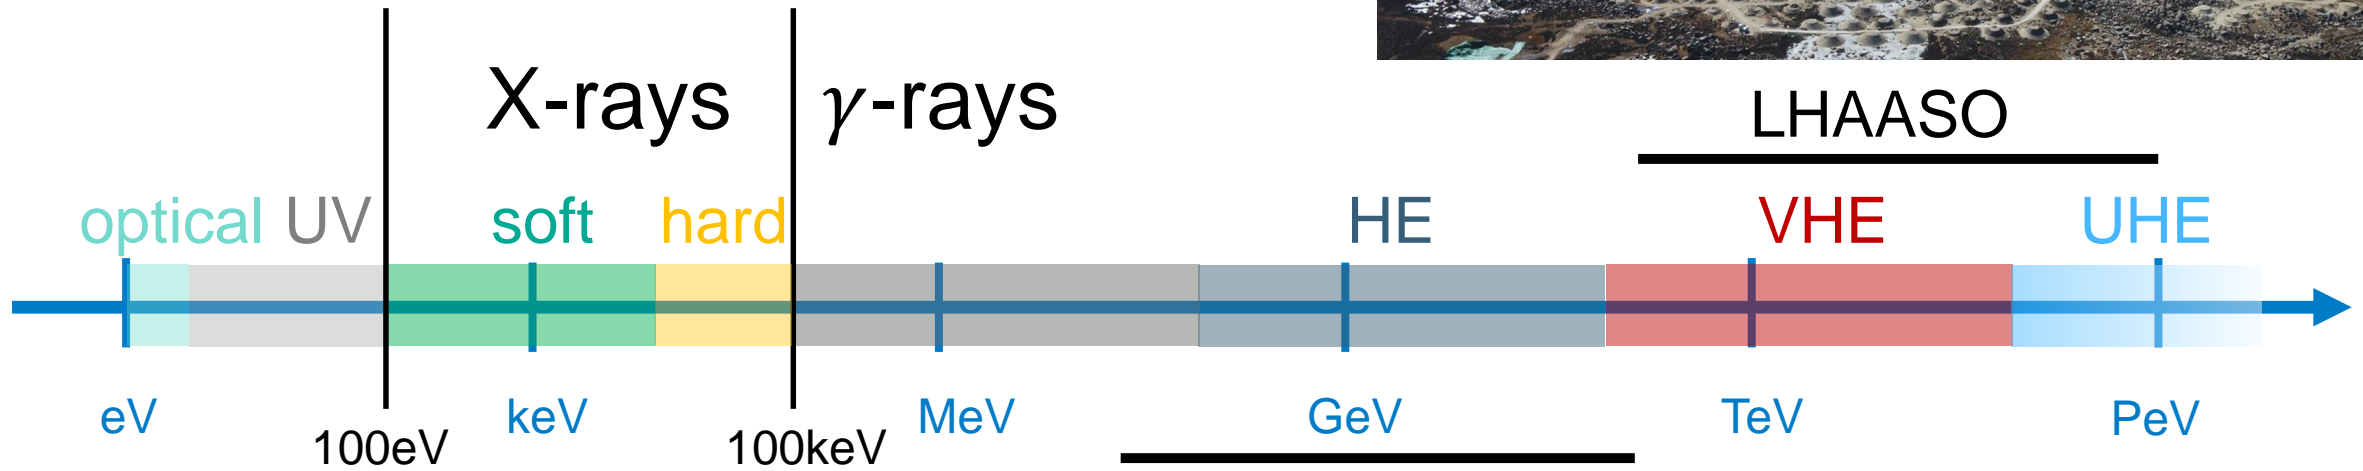 X-rays
γ-rays
LHAASO
optical UV soft hard HE VHE UHE
eV keV MeV GeV TeV PeV
100eV 100keV